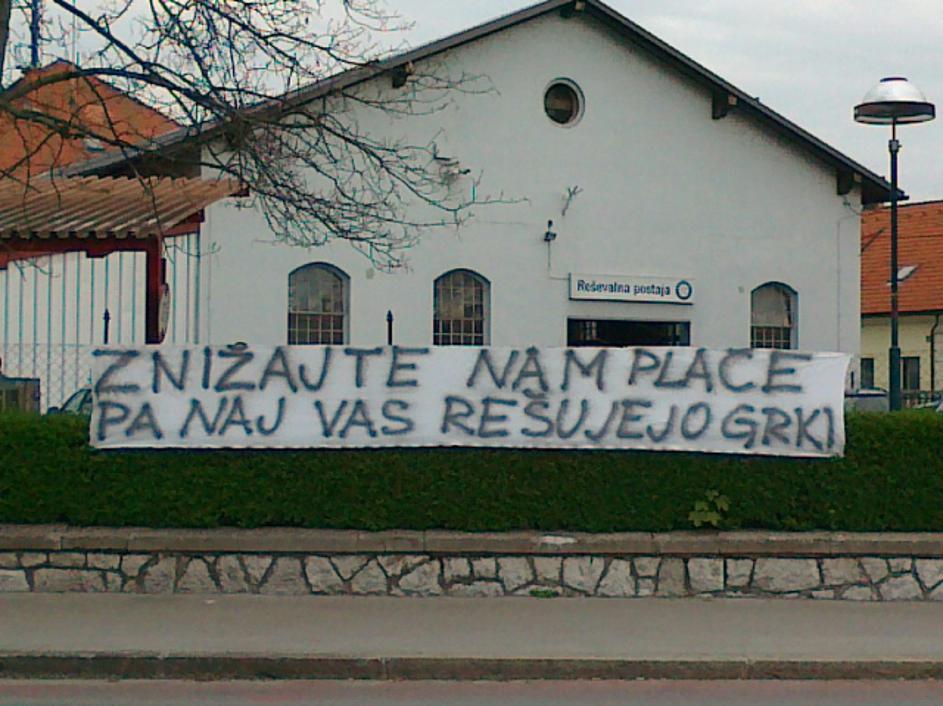 Reševalna postaja
ZNIŽAJTE NAM PLAČE
PA NAJ VAS REŠUJEJO GRKI